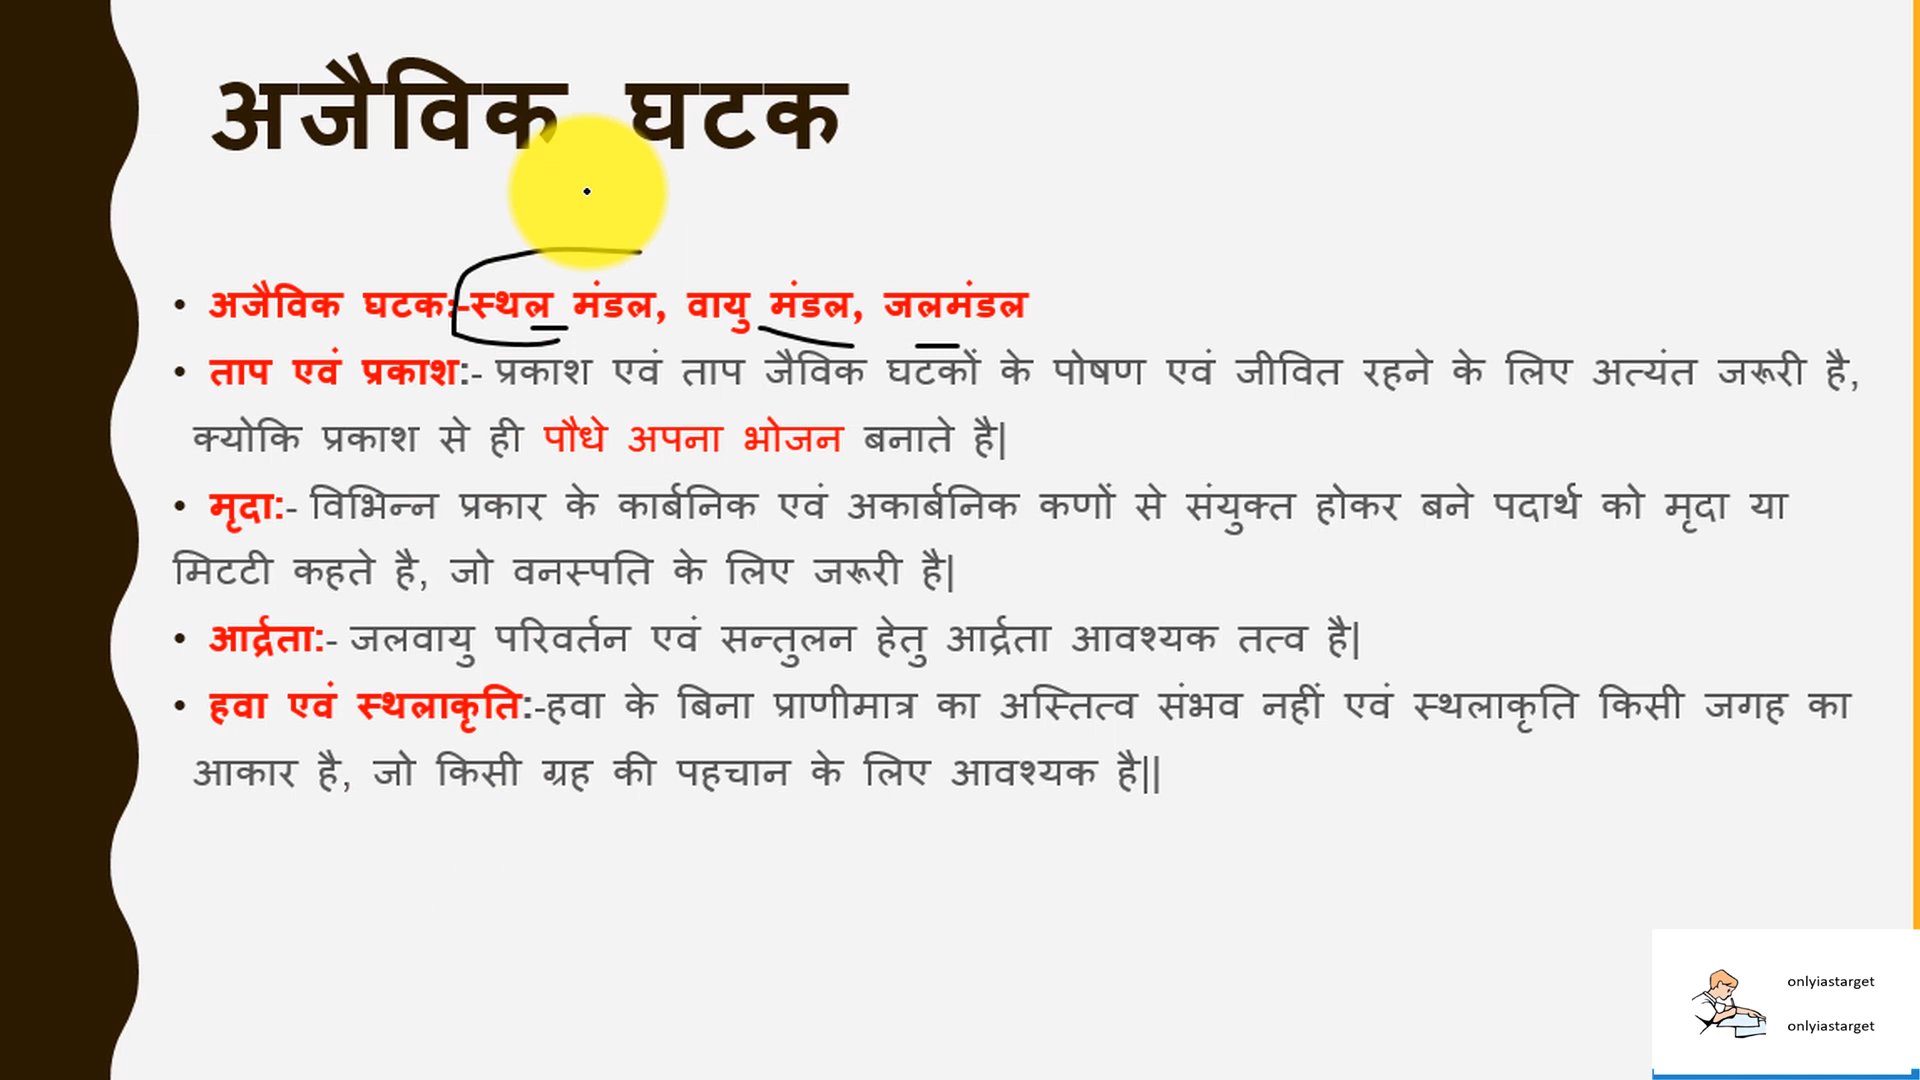 अजैविक घटक
• अजैविक घटक:-स्थल मंडल, वायु मंडल, जलमंडल
• ताप एवं प्रकाश:- प्रकाश एवं ताप जैविक घटकों के पोषण एवं जीवित रहने के लिए अत्यंत जरूरी है,
क्योकि प्रकाश से ही पौधे अपना भोजन बनाते है|
• मृदा:- विभिन्न प्रकार के कार्बनिक एवं अकार्बनिक कणों से संयुक्त होकर बने पदार्थ को मृदा या
मिटटी कहते है, जो वनस्पति के लिए जरूरी है|
• आर्द्रता:- जलवायु परिवर्तन एवं सन्तुलन हेतु आर्द्रता आवश्यक तत्व है|
• हवा एवं स्थलाकृति:-हवा के बिना प्राणीमात्र का अस्तित्व संभव नहीं एवं स्थलाकृति किसी जगह का
आकार है, जो किसी ग्रह की पहचान के लिए आवश्यक है||
onlyiastarget
onlyiastarget